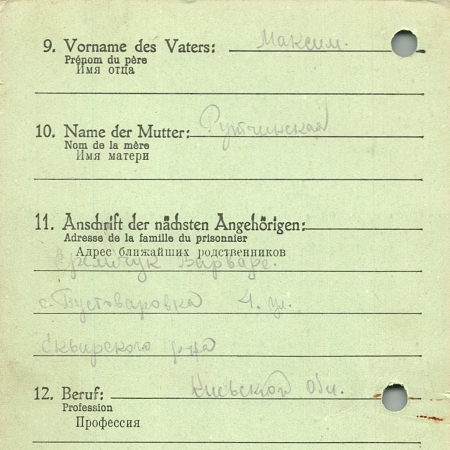 9. Vorname des Vaters: Максим.
Prénom du père
Имя отца
10. Name der Mutter: Рутчинская
Nom de la mère
Имя матери
11. Anschrift der nächsten Angehörigen:
Adresse de la famille du prisonnier
Адрес ближайших родственников
Яремчук Варваре.
с. Пустоваровка
Сквирского р-на
12. Beruf: Киевской обл.
Profession
Профессия